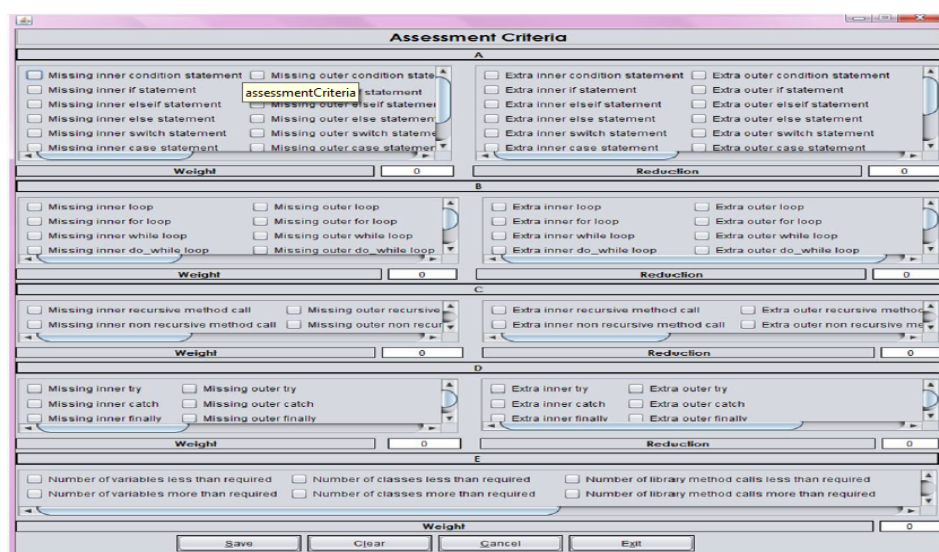 Assessment Criteria
A
Missing inner condition statement Missing outer condition state
Missing inner if statement statement
Missing inner elseif statement Missing outer elseif statemer
Missing inner else statement Missing outer else statement
Missing inner switch statement Missing outer switch stateme
Missing inner case statement Missing outer case statemer
assessmentCriteria
Extra inner condition statement Extra outer condition statement
Extra inner if statement Extra outer if statement
Extra inner elseif statement Extra outer elseif statement
Extra inner else statement Extra outer else statement
Extra inner switch statement Extra outer switch statement
Extra inner case statement Extra outer case statement
Weight 0 Reduction 0
B
Missing inner loop Missing outer loop
Missing inner for loop Missing outer for loop
Missing inner while loop Missing outer while loop
Missing inner do_while loop Missing outer do_while loop
Extra inner loop Extra outer loop
Extra inner for loop Extra outer for loop
Extra inner while loop Extra outer while loop
Extra inner do_while loop Extra outer do_while loop
Weight 0 Reduction 0
C
Missing inner recursive method call Missing outer recursive
Missing inner non recursive method call Missing outer non recur
Extra inner recursive method call Extra outer recursive method
Extra inner non recursive method call Extra outer non recursive me
Weight 0 Reduction 0
D
Missing inner try Missing outer try
Missing inner catch Missing outer catch
Missing inner finally Missing outer finally
Extra inner try Extra outer try
Extra inner catch Extra outer catch
Extra inner finally Extra outer finally
Weight 0 Reduction 0
E
Number of variables less than required Number of classes less than required Number of library method calls less than required
Number of variables more than required Number of classes more than required Number of library method calls more than required
Weight 0
Save Clear Cancel Exit